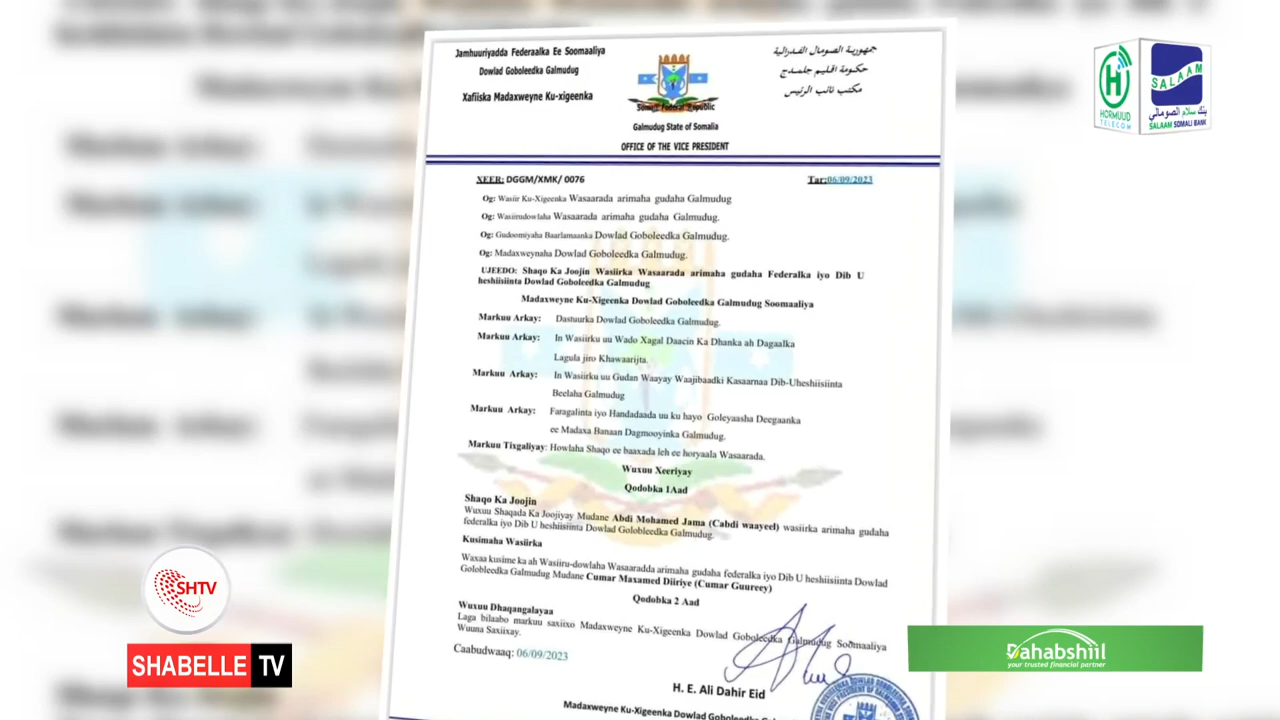 Jamhuuriyadda Federaalka Ee Soomaaliya
Dowlad Goboleedka Galmudug
Xafiiska Madaxweyne Ku-xigeenka
Somali Federal Republic
Galmudug State of Somalia
OFFICE OF THE VICE PRESIDENT
جمهورية الصومال الفدرالية
حكومة اقليم جلمدج
مكتب نائب الرئيس
XEER: DGGM/XMK/ 0076
Tar:06/09/2023
Og: Wasiir Ku-Xigeenka Wasaarada arimaha gudaha Galmudug
Og: Wasiirudowlaha Wasaarada arimaha gudaha Galmudug.
Og: Gudoomiyaha Baarlamaanka Dowlad Goboleedka Galmudug.
Og: Madaxweynaha Dowlad Goboleedka Galmudug.
UJEEDO: Shaqo Ka Joojin Wasiirka Wasaarada arimaha gudaha Federalka iyo Dib U
heshiisiinta Dowlad Goboleedka Galmudug
Madaxweyne Ku-Xigeenka Dowlad Goboleedka Galmudug Soomaaliya
Markuu Arkay: Dastuurka Dowlad Goboleedka Galmudug.
Markuu Arkay: In Wasiirku uu Wado Xagal Daacin Ka Dhanka ah Dagaalka
Lagula jiro Khawaarijta.
Markuu Arkay: In Wasiirku uu Gudan Waayay Waajibaadki Kasaarnaa Dib-Uheshiisiinta
Beelaha Galmudug
Markuu Arkay: Faragalinta iyo Handadaada uu ku hayo Goleyaasha Deegaanka
ee Madaxa Banaan Dagmooyinka Galmudug.
Markuu Tixgaliyay: Howlaha Shaqo ee baaxada leh ee horyaala Wasaarada.
Wuxuu Xeeriyay
Qodobka 1Aad
Shaqo Ka Joojin
Wuxuu Shaqada Ka Joojiyay Mudane Abdi Mohamed Jama (Cabdi waayeel) wasiirka arimaha gudaha
federalka iyo Dib U heshiisiinta Dowlad Golobleedka Galmudug.
Kusimaha Wasiirka
Waxaa kusime ka ah Wasiiru-dowlaha Wasaaradda arimaha gudaha federalka iyo Dib U heshiisiinta Dowlad
Golobleedka Galmudug Mudane Cumar Maxamed Diiriye (Cumar Guureey)
Qodobka 2 Aad
Wuxuu Dhaqangalayaa
Laga bilaabo markuu saxiixo Madaxweyne Ku-Xigeenka Dowlad Goboleedka Galmudug Soomaaliya
Wuuna Saxiixay.
Caabudwaaq: 06/09/2023
H. E. Ali Dahir Eid
Madaxweyne Ku-Xigeenka Dowlad Goboleedka
HORMUUD
TELECOM
SALAAM
بنك سلام الصومالي
SALAAM SOMALI BANK
SHTV
SHABELLE TV
Dahabshiil
your trusted financial partner